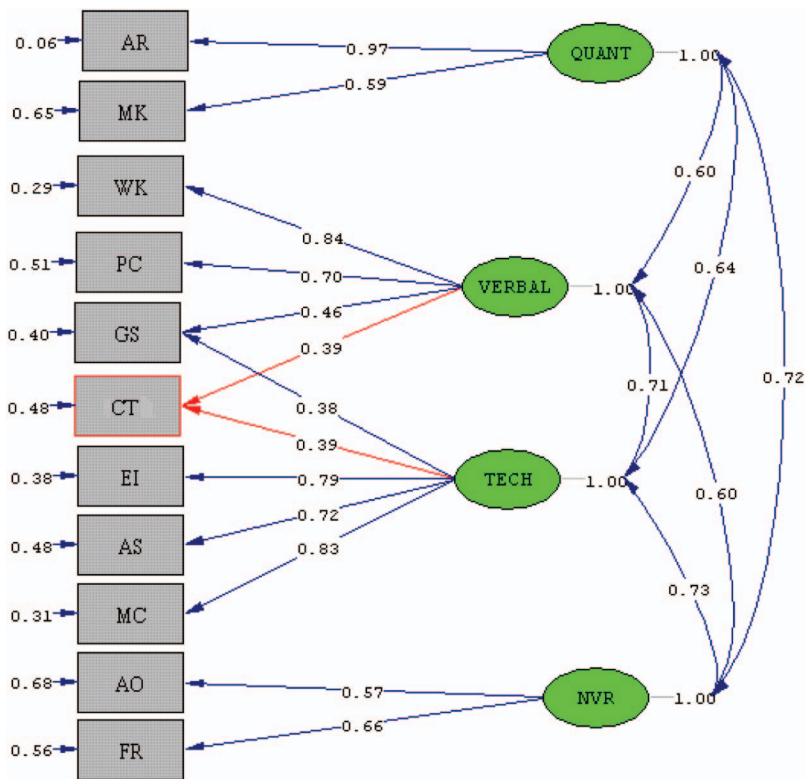 0.06 AR 0.97 QUANT 1.00
0.59
0.65 MK
0.29 WK 0.60
0.84
0.51 PC 0.70 VERBAL 1.00 0.64
0.46
0.40 GS
0.39
0.71 0.72
0.48 CT 0.38
0.39
0.38 EI 0.79 TECH 1.00
0.60
0.72
0.48 AS
0.83
0.73
0.31 MC
0.68 AO 0.57 NVR 1.00
0.66
0.56 FR